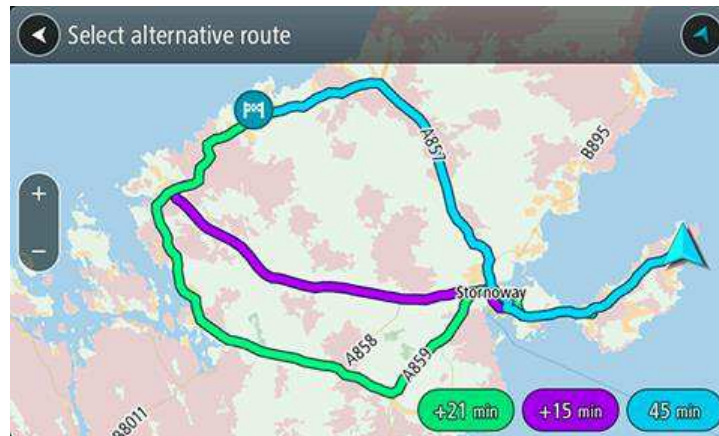 Select alternative route
A857
B895
+
−
Stornoway
A858
A859
B8011
+21 min
+15 min
45 min